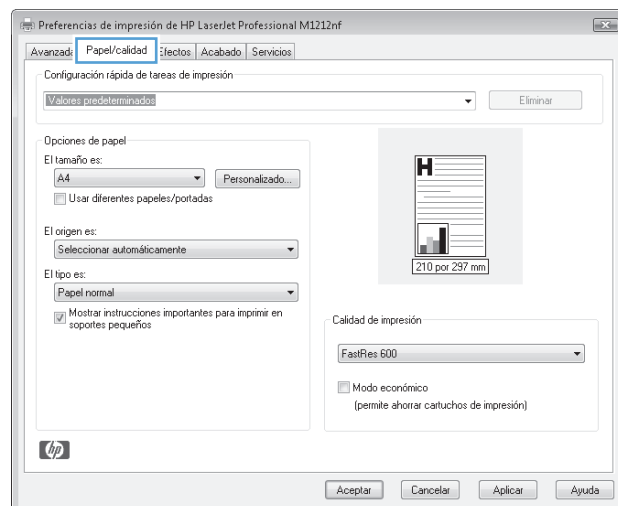 Preferencias de impresión de HP LaserJet Professional M1212nf
Papel/calidad Efectos Acabado Servicios
Configuración rápida de tareas de impresión
Valores predeterminados Eliminar
Opciones de papel
El tamaño es:
A4 Personalizado...
Usar diferentes papeles/portadas
El origen es:
Seleccionar automáticamente
El tipo es:
Papel normal
Mostrar instrucciones importantes para imprimir en
soportes pequeños
H
210 por 297 mm
Calidad de impresión
FastRes 600
Modo económico
(permite ahorrar cartuchos de impresión)
hp
Aceptar Cancelar Aplicar Ayuda